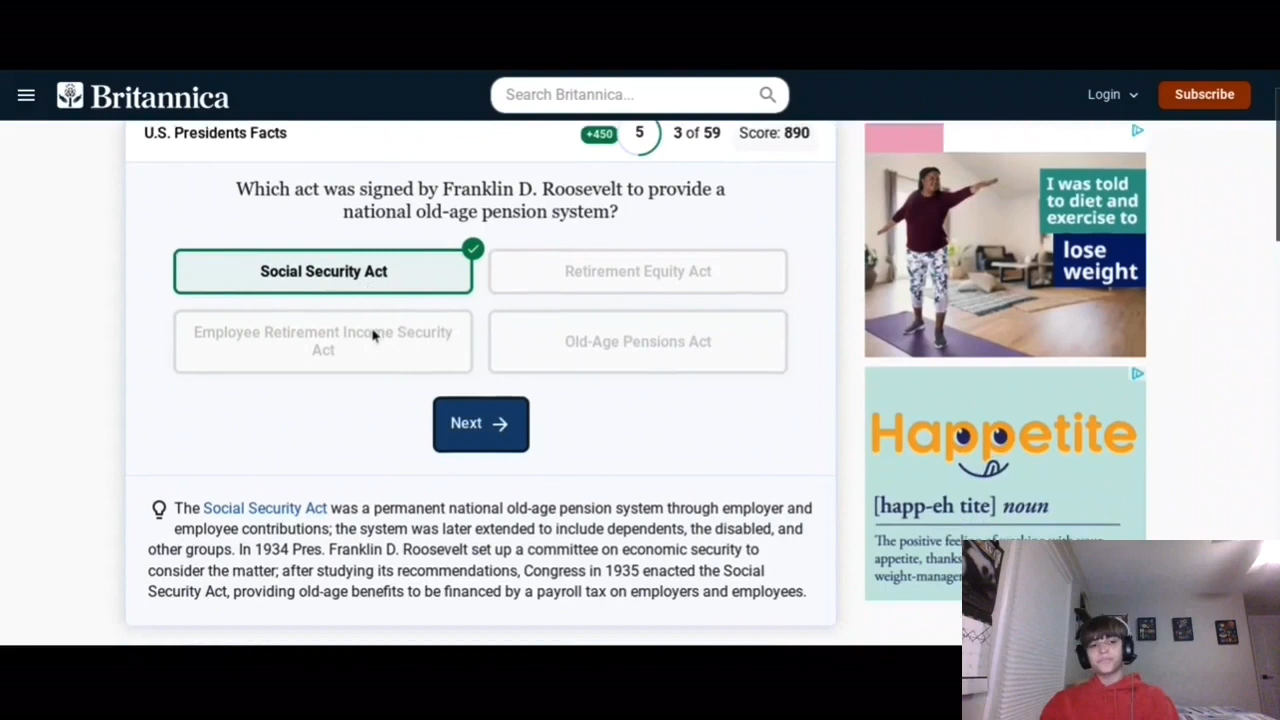 Britannica
Search Britannica...
Login
Subscribe
U.S. Presidents Facts
+450
5
3 of 59
Score: 890
Which act was signed by Franklin D. Roosevelt to provide a
national old-age pension system?
Social Security Act
Retirement Equity Act
Employee Retirement Income Security
Act
Old-Age Pensions Act
Next
The Social Security Act was a permanent national old-age pension system through employer and
employee contributions; the system was later extended to include dependents, the disabled, and
other groups. In 1934 Pres. Franklin D. Roosevelt set up a committee on economic security to
consider the matter; after studying its recommendations, Congress in 1935 enacted the Social
Security Act, providing old-age benefits to be financed by a payroll tax on employers and employees.
I was told
to diet and
exercise to
lose
weight
Happetite
[happ-eh tite] noun
The positive
appetite, thanks